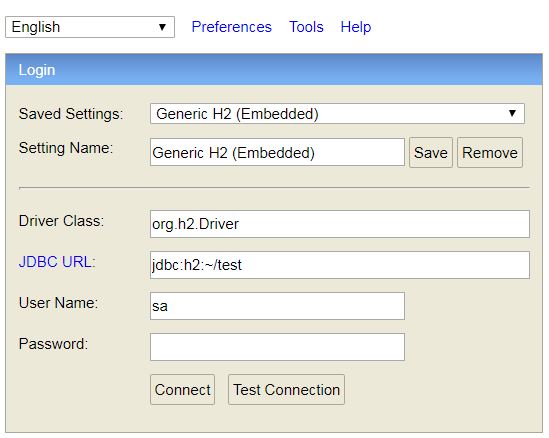 English Preferences Tools Help
Login
Saved Settings: Generic H2 (Embedded)
Setting Name: Generic H2 (Embedded) Save Remove
Driver Class: org.h2.Driver
JDBC URL: jdbc:h2:~/test
User Name: sa
Password:
Connect Test Connection